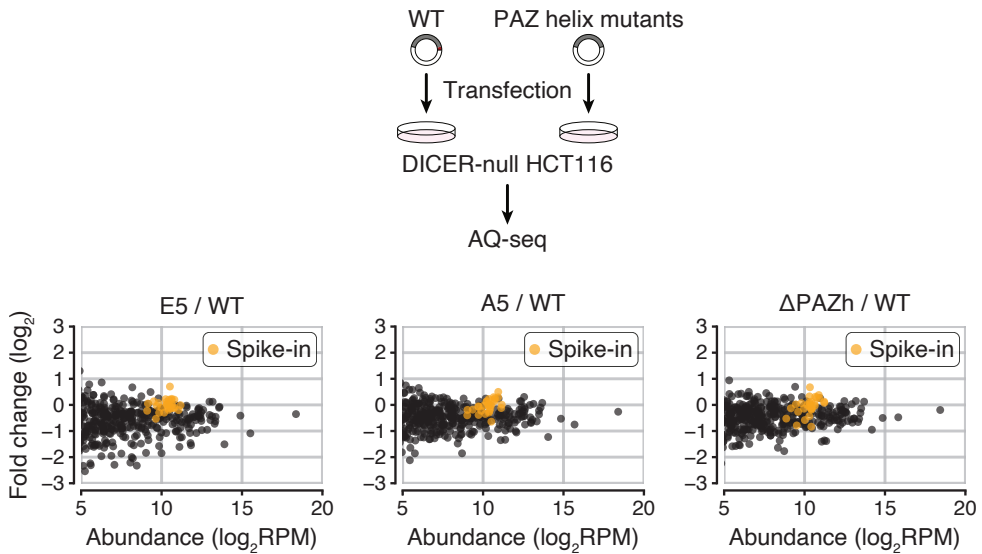 WT PAZ helix mutants
Transfection
DICER-null HCT116
AQ-seq
E5 / WT
A5 / WT
ΔPAZh / WT
Fold change (log2)
3
2
1
0
−1
−2
−3
Spike-in
5 10 15 20
Abundance (log2RPM)
3
2
1
0
−1
−2
−3
Spike-in
5 10 15 20
Abundance (log2RPM)
3
2
1
0
−1
−2
−3
Spike-in
5 10 15 20
Abundance (log2RPM)